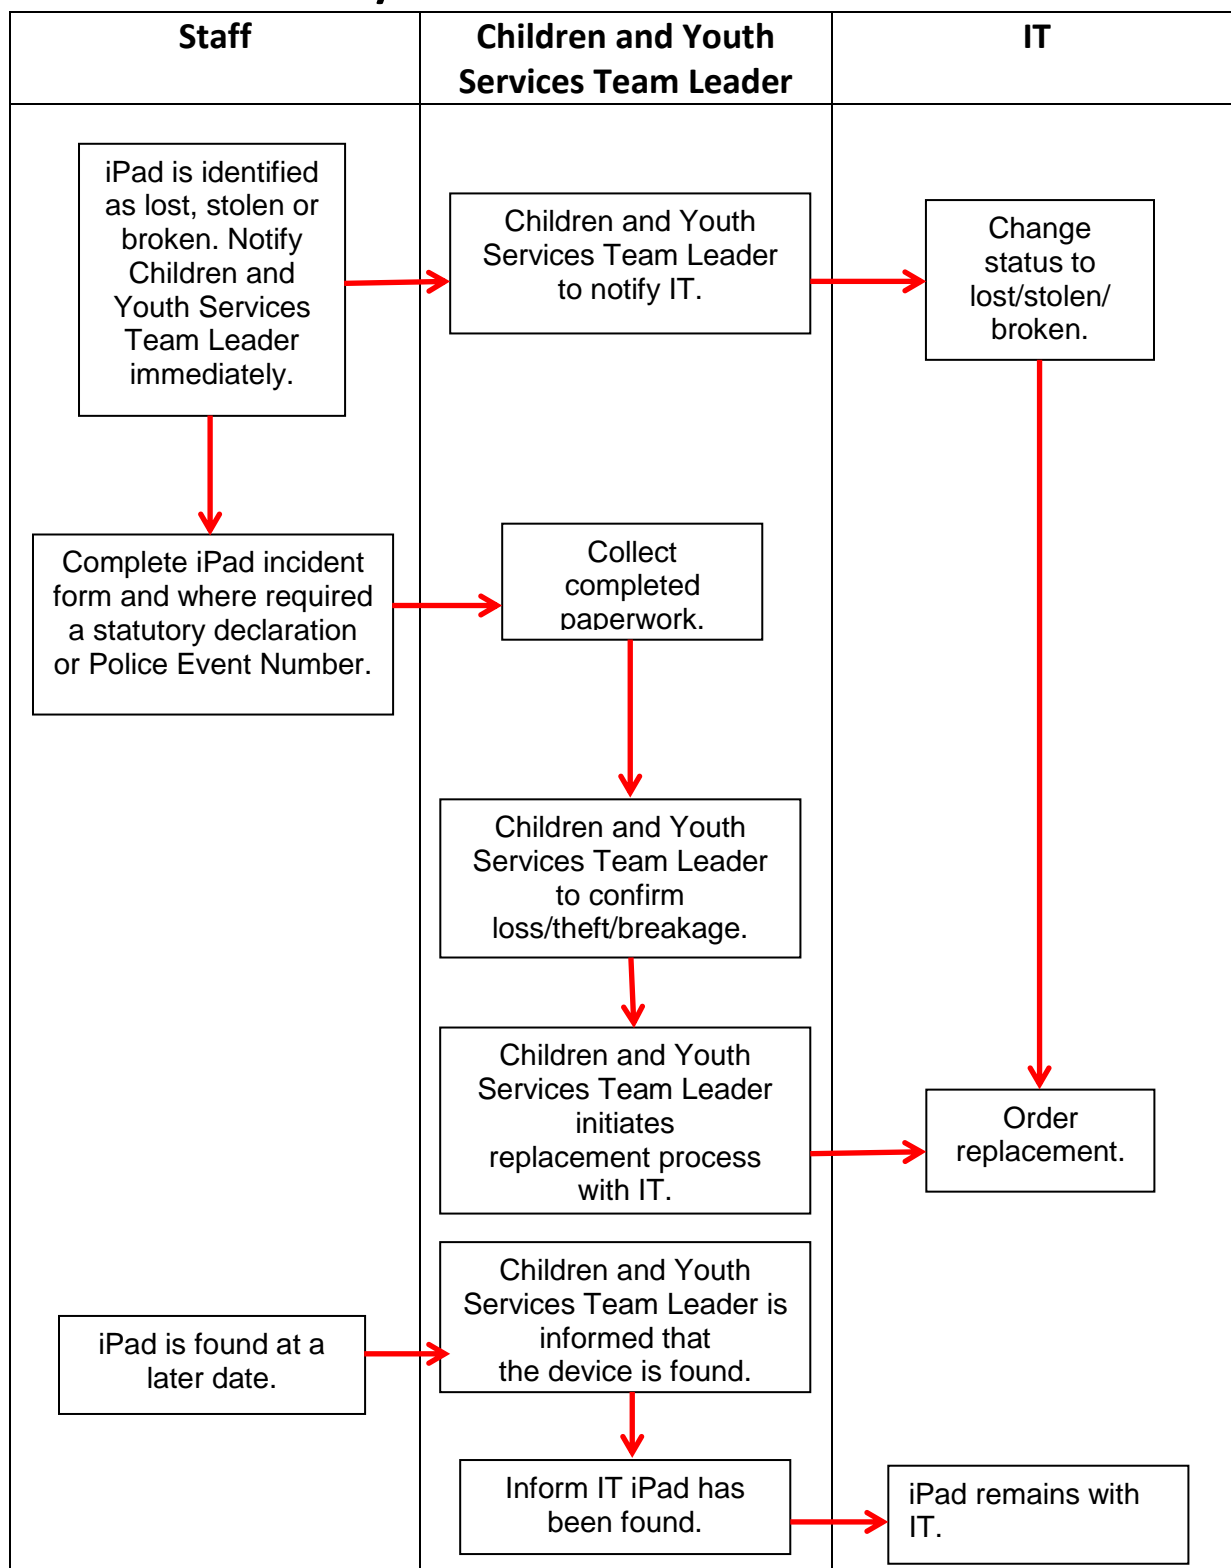 Staff
Children and Youth
Services Team Leader
IT
iPad is identified
as lost, stolen or
broken. Notify
Children and
Youth Services
Team Leader
immediately.
Children and Youth
Services Team Leader
to notify IT.
Change
status to
lost/stolen/
broken.
Complete iPad incident
form and where required
a statutory declaration
or Police Event Number.
Collect
completed
paperwork.
Children and Youth
Services Team Leader
to confirm
loss/theft/breakage.
Children and Youth
Services Team Leader
initiates
replacement process
with IT.
Order
replacement.
iPad is found at a
later date.
Children and Youth
Services Team Leader is
informed that
the device is found.
Inform IT iPad has
been found.
iPad remains with
IT.